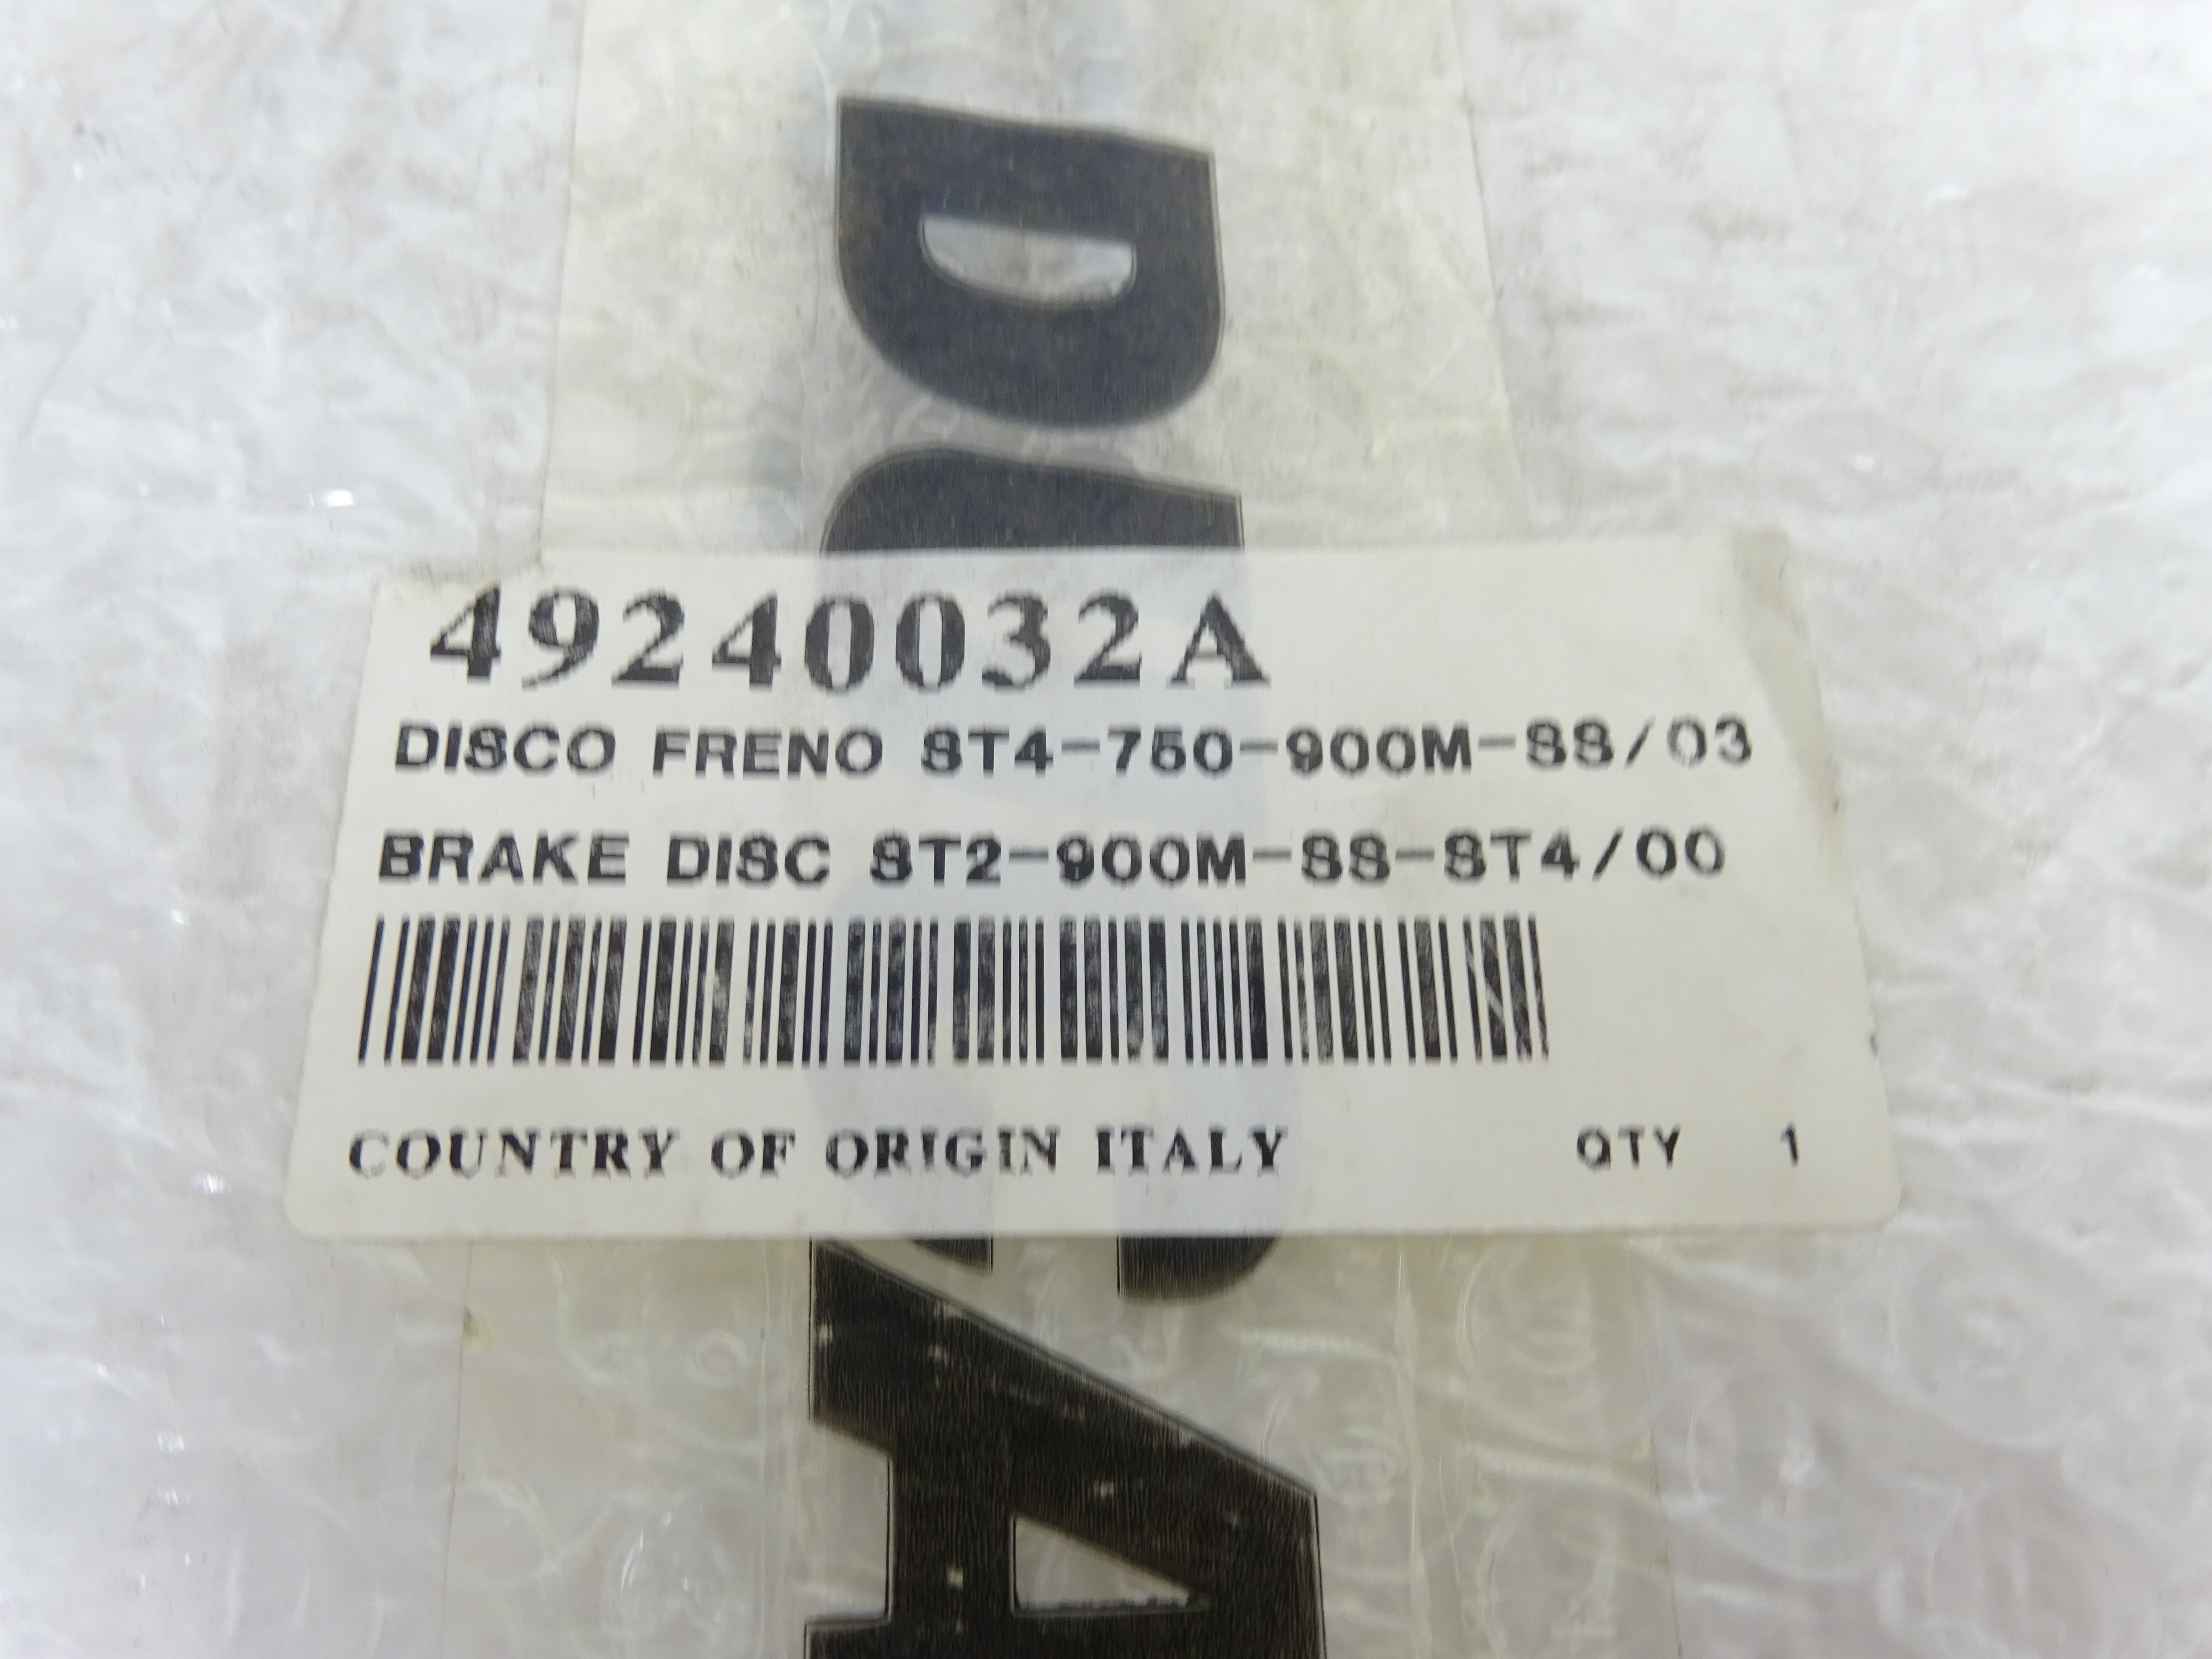 49240032A
DISCO FRENO ST4-750-900M-SS/03
BRAKE DISC ST2-900M-SS-ST4/00
COUNTRY OF ORIGIN ITALY QTY 1